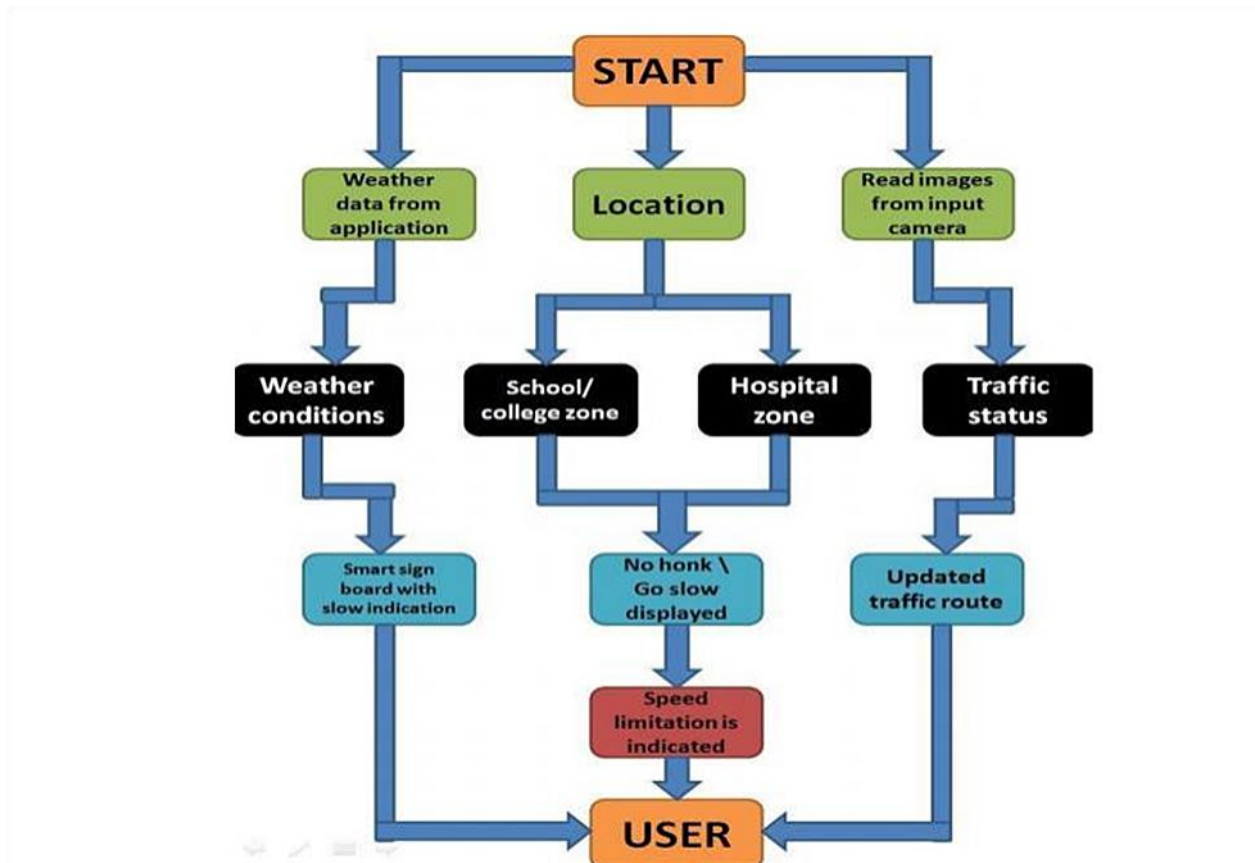 START
Weather
data from
application
Location
Read images
from input
camera
Weather
conditions
School/
college zone
Hospital
zone
Traffic
status
Smart sign
board with
slow indication
No honk \
Go slow
displayed
Updated
traffic route
Speed
limitation is
indicated
USER